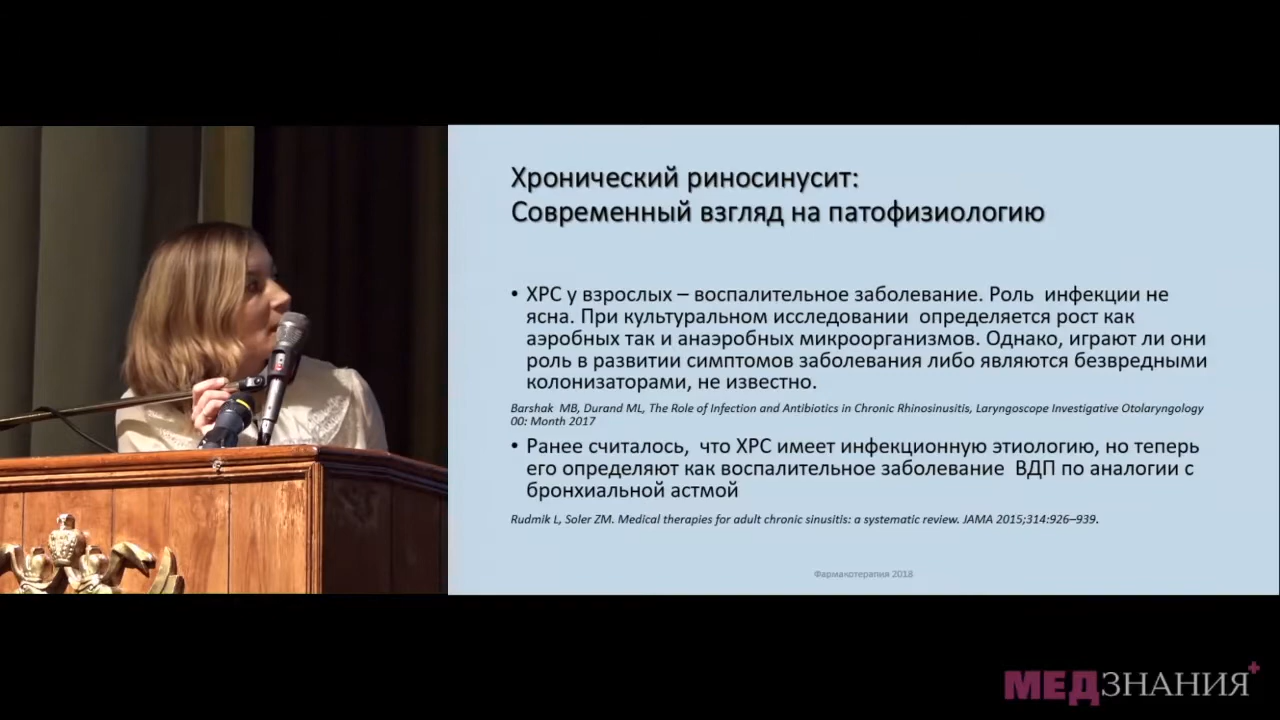 Хронический риносинусит:
Современный взгляд на патофизиологию
• ХРС у взрослых – воспалительное заболевание. Роль инфекции не
ясна. При культуральном исследовании определяется рост как
аэробных так и анаэробных микроорганизмов. Однако, играют ли они
роль в развитии симптомов заболевания либо являются безвредными
колонизаторами, не известно.
Barshak MB, Durand ML, The Role of Infection and Antibiotics in Chronic Rhinosinusitis, Laryngoscope Investigative Otolaryngology
00: Month 2017
• Ранее считалось, что ХРС имеет инфекционную этиологию, но теперь
его определяют как воспалительное заболевание ВДП по аналогии с
бронхиальной астмой
Rudmik L, Soler ZM. Medical therapies for adult chronic sinusitis: a systematic review. JAMA 2015;314:926–939.
Фармакотерапия 2018
МЕДЗНАНИЯ+